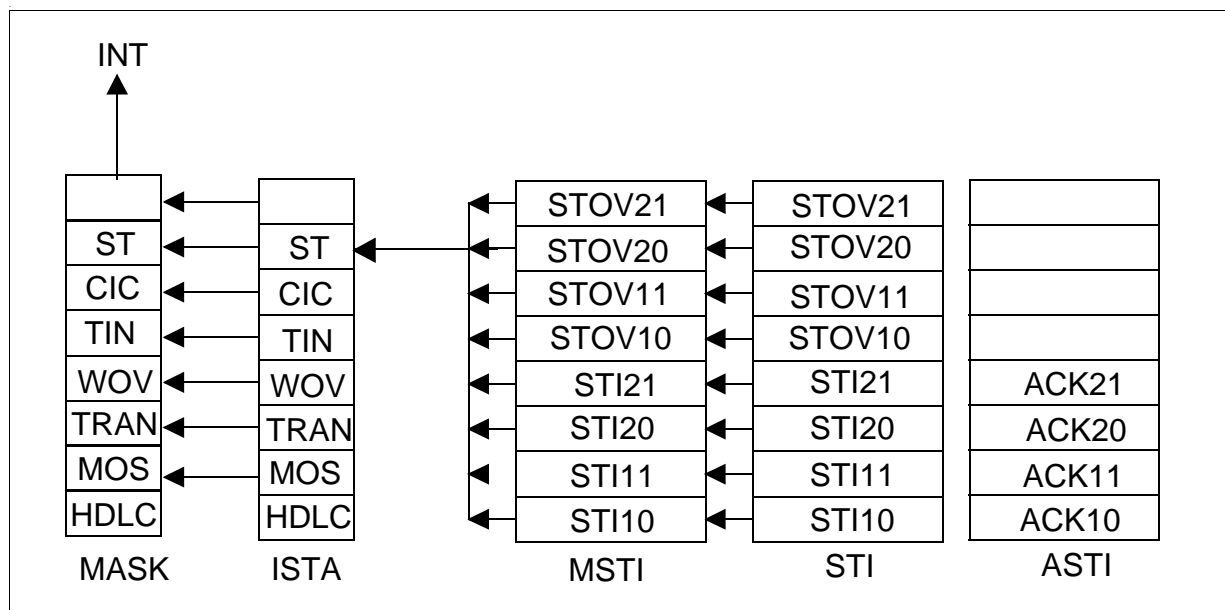 INT
STOV21 STOV21
ST ST STOV20 STOV20
CIC CIC STOV11 STOV11
TIN TIN STOV10 STOV10
WOV WOV STI21 STI21 ACK21
TRAN TRAN STI20 STI20 ACK20
MOS MOS STI11 STI11 ACK11
HDLC HDLC STI10 STI10 ACK10
MASK ISTA MSTI STI ASTI